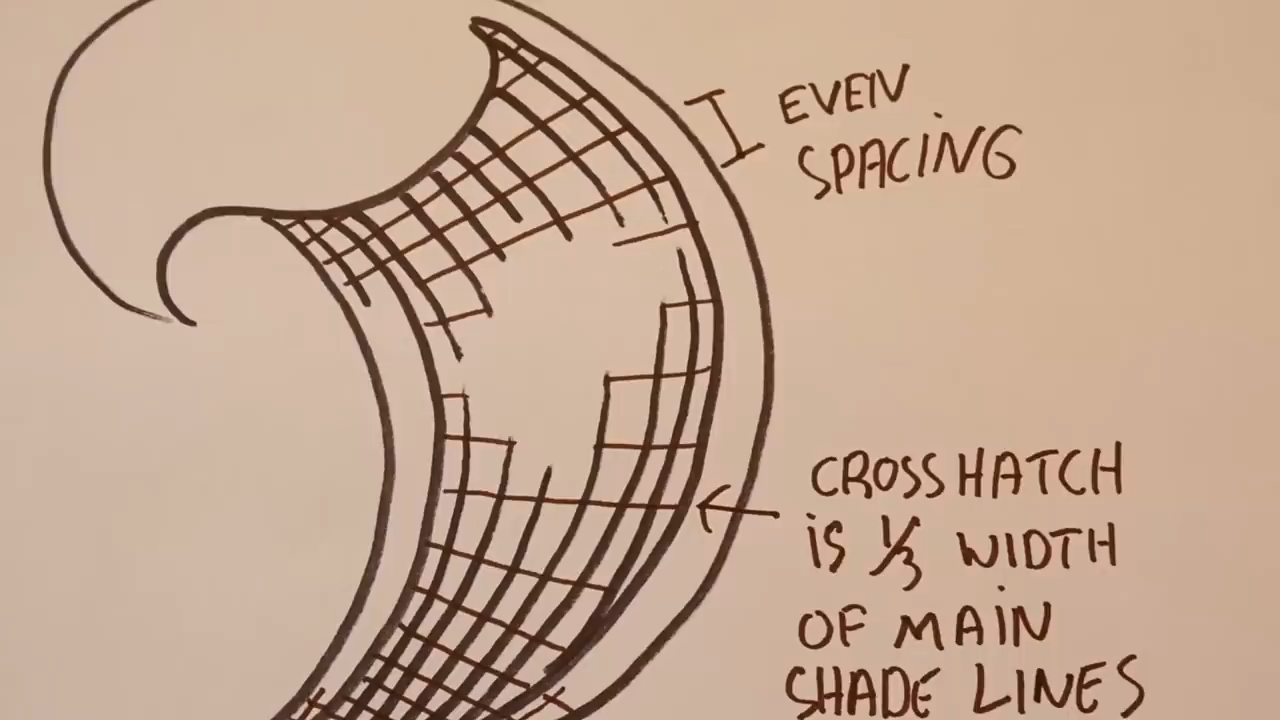 EVEN
SPACING
CROSSHATCH
IS 1/3 WIDTH
OF MAIN
SHADE LINES